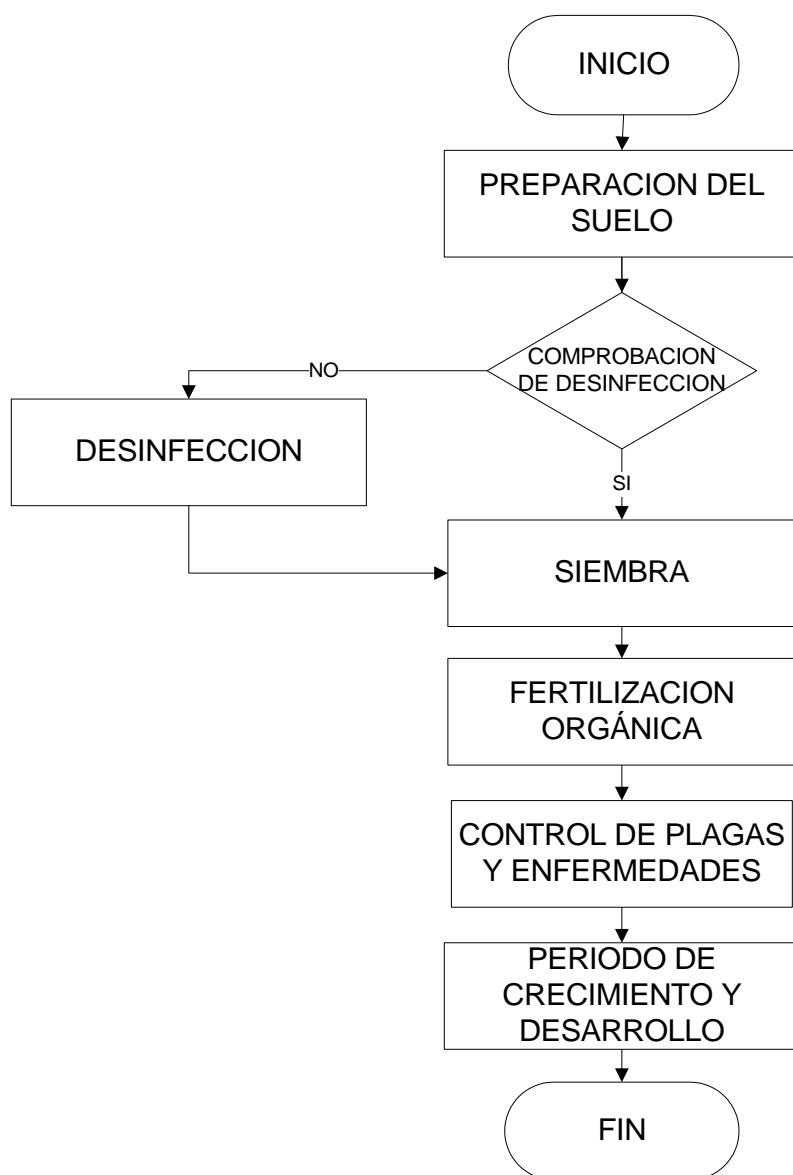 INICIO
PREPARACION DEL
SUELO
COMPROBACION
DE DESINFECCION
NO
DESINFECCION
SI
SIEMBRA
FERTILIZACION
ORGÁNICA
CONTROL DE PLAGAS
Y ENFERMEDADES
PERIODO DE
CRECIMIENTO Y
DESARROLLO
FIN